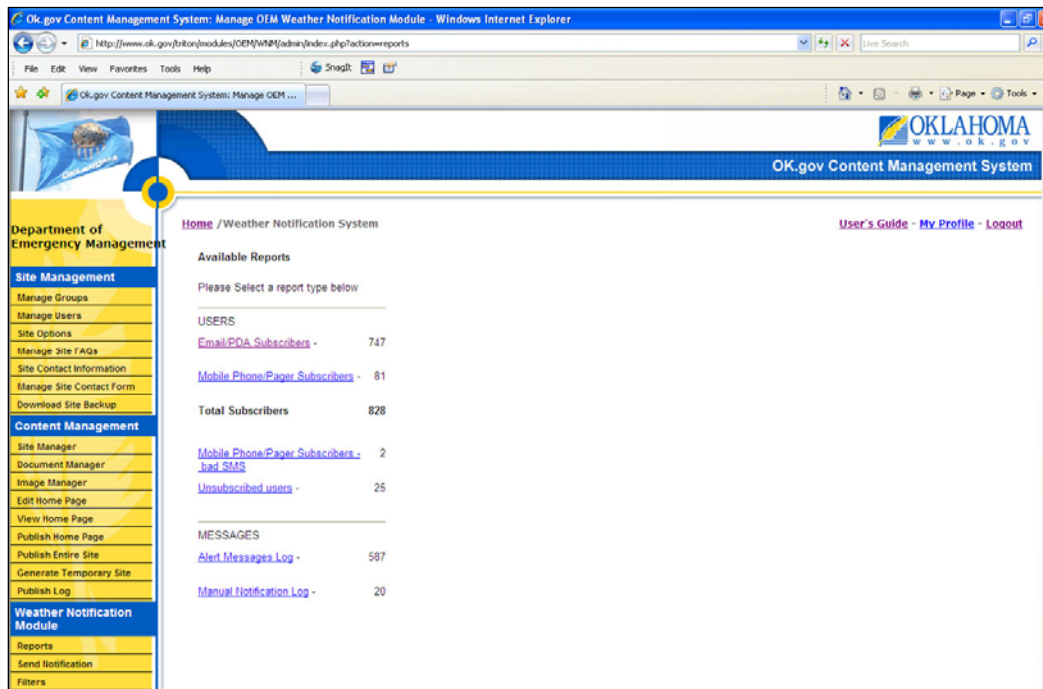 Ok.gov Content Management System: Manage OEM Weather Notification Module - Windows Internet Explorer
http://www.ok.gov/triton/modules/OEM/WNM/admin/index.php?action=reports
Live Search
File Edit View Favorites Tools Help
SnagIt
Ok.gov Content Management System: Manage OEM ...
Page
Tools
OKLAHOMA
OKLAHOMA
www.ok.gov
OK.gov Content Management System
Home /Weather Notification System
User's Guide - My Profile - Logout
Department of
Emergency Management
Site Management
Manage Groups
Manage Users
Site Options
Manage Site FAQs
Site Contact Information
Manage Site Contact Form
Download Site Backup
Content Management
Site Manager
Document Manager
Image Manager
Edit Home Page
View Home Page
Publish Home Page
Publish Entire Site
Generate Temporary Site
Publish Log
Weather Notification
Module
Reports
Send Notification
Filters
Available Reports
Please Select a report type below
USERS
Email/PDA Subscribers - 747
Mobile Phone/Pager Subscribers - 81
Total Subscribers 828
Mobile Phone/Pager Subscribers - 2
bad SMS
Unsubscribed users - 25
MESSAGES
Alert Messages Log - 587
Manual Notification Log - 20